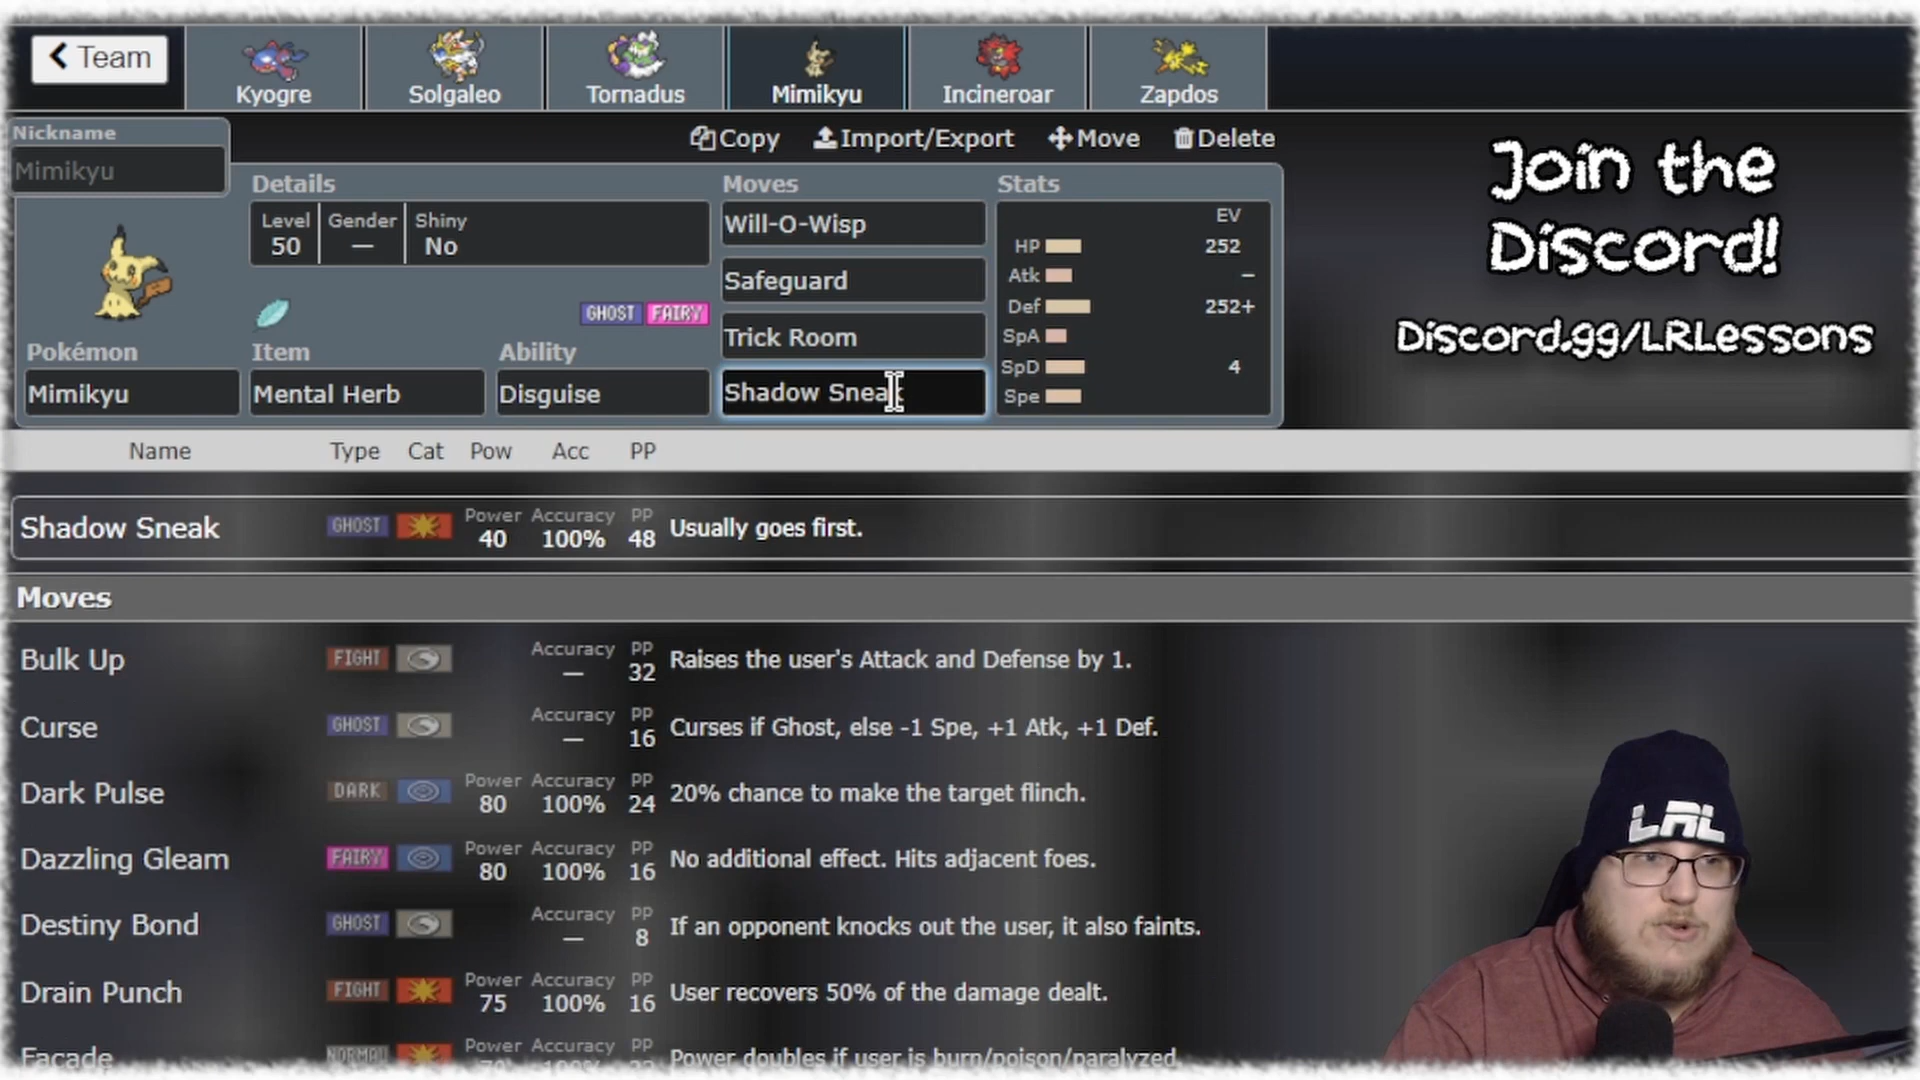 Team
Kyogre
Solgaleo
Tornadus
Mimikyu
Incineroar
Zapdos
Copy
Import/Export
Move
Delete
Nickname
Mimikyu
Details
Level
50
Gender
—
Shiny
No
GHOST FAIRY
Pokémon
Mimikyu
Item
Mental Herb
Ability
Disguise
Moves
Will-O-Wisp
Safeguard
Trick Room
Shadow Sneak
Stats
EV
HP 252
Atk –
Def 252+
SpA
SpD 4
Spe
Join the
Discord!
Discord.gg/LRLessons
Name Type Cat Pow Acc PP
Shadow Sneak GHOST Power 40 Accuracy 100% PP 48 Usually goes first.
Moves
Bulk Up FIGHT Accuracy — PP 32 Raises the user's Attack and Defense by 1.
Curse GHOST Accuracy — PP 16 Curses if Ghost, else -1 Spe, +1 Atk, +1 Def.
Dark Pulse DARK Power 80 Accuracy 100% PP 24 20% chance to make the target flinch.
Dazzling Gleam FAIRY Power 80 Accuracy 100% PP 16 No additional effect. Hits adjacent foes.
Destiny Bond GHOST Accuracy — PP 8 If an opponent knocks out the user, it also faints.
Drain Punch FIGHT Power 75 Accuracy 100% PP 16 User recovers 50% of the damage dealt.
Facade NORMAL Power Accuracy PP Power doubles if user is burn/poison/paralyzed.
LRL